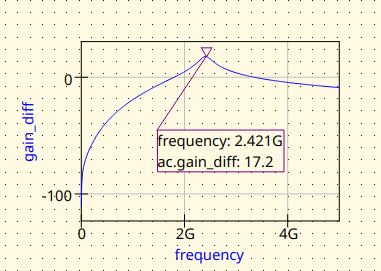 0
gain_diff
frequency: 2.421G
ac.gain_diff: 17.2
-100
0
2G
4G
frequency